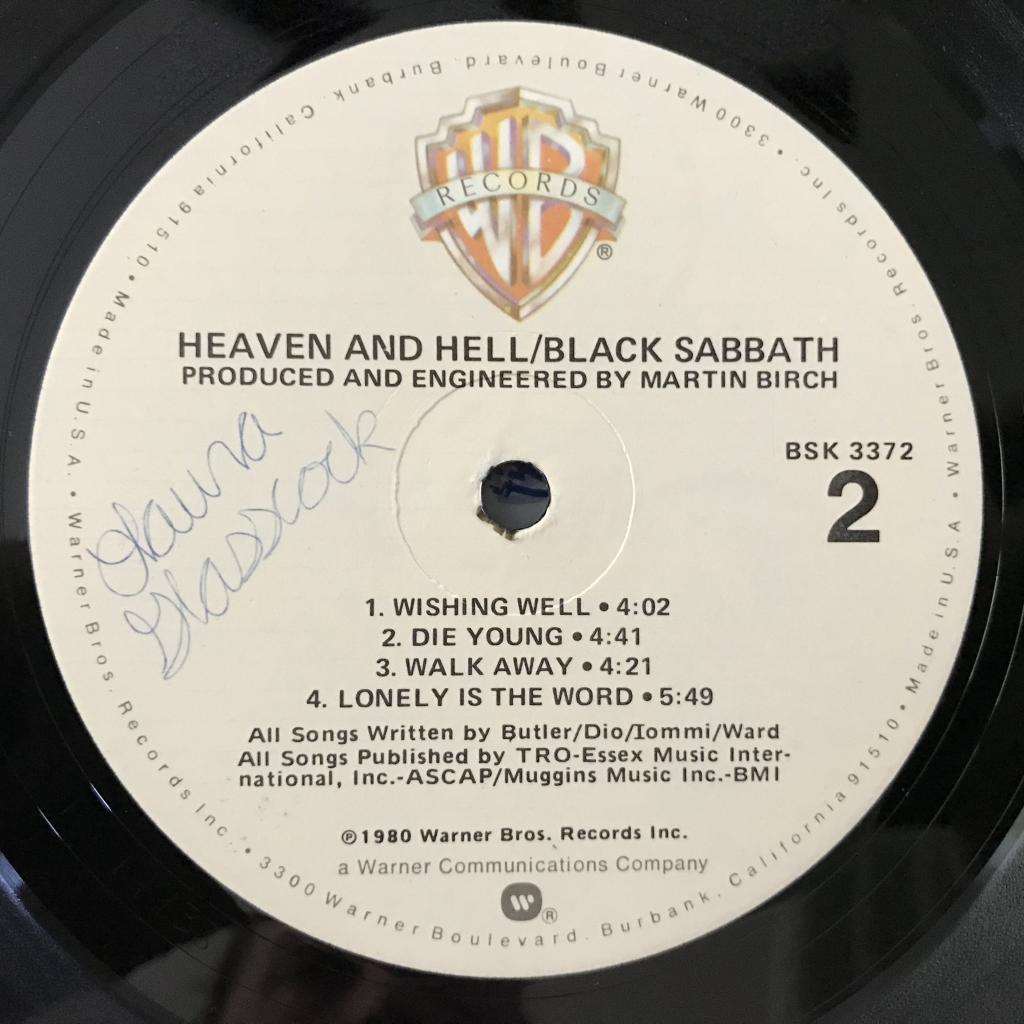 Warner Bros. Records Inc. • 3300 Warner Boulevard. Burbank. California 91510 • Made in U.S.A. • Warner Bros. Records Inc. • 3300 Warner Boulevard. Burbank. California 91510 • Made in U.S.A •
WB
RECORDS
®
HEAVEN AND HELL/BLACK SABBATH
PRODUCED AND ENGINEERED BY MARTIN BIRCH
Glasscock
BSK 3372
2
1. WISHING WELL • 4:02
2. DIE YOUNG • 4:41
3. WALK AWAY • 4:21
4. LONELY IS THE WORD • 5:49
All Songs Written by Butler/Dio/Iommi/Ward
All Songs Published by TRO-Essex Music Inter-
national, Inc.-ASCAP/Muggins Music Inc.-BMI
℗1980 Warner Bros. Records Inc.
a Warner Communications Company
®